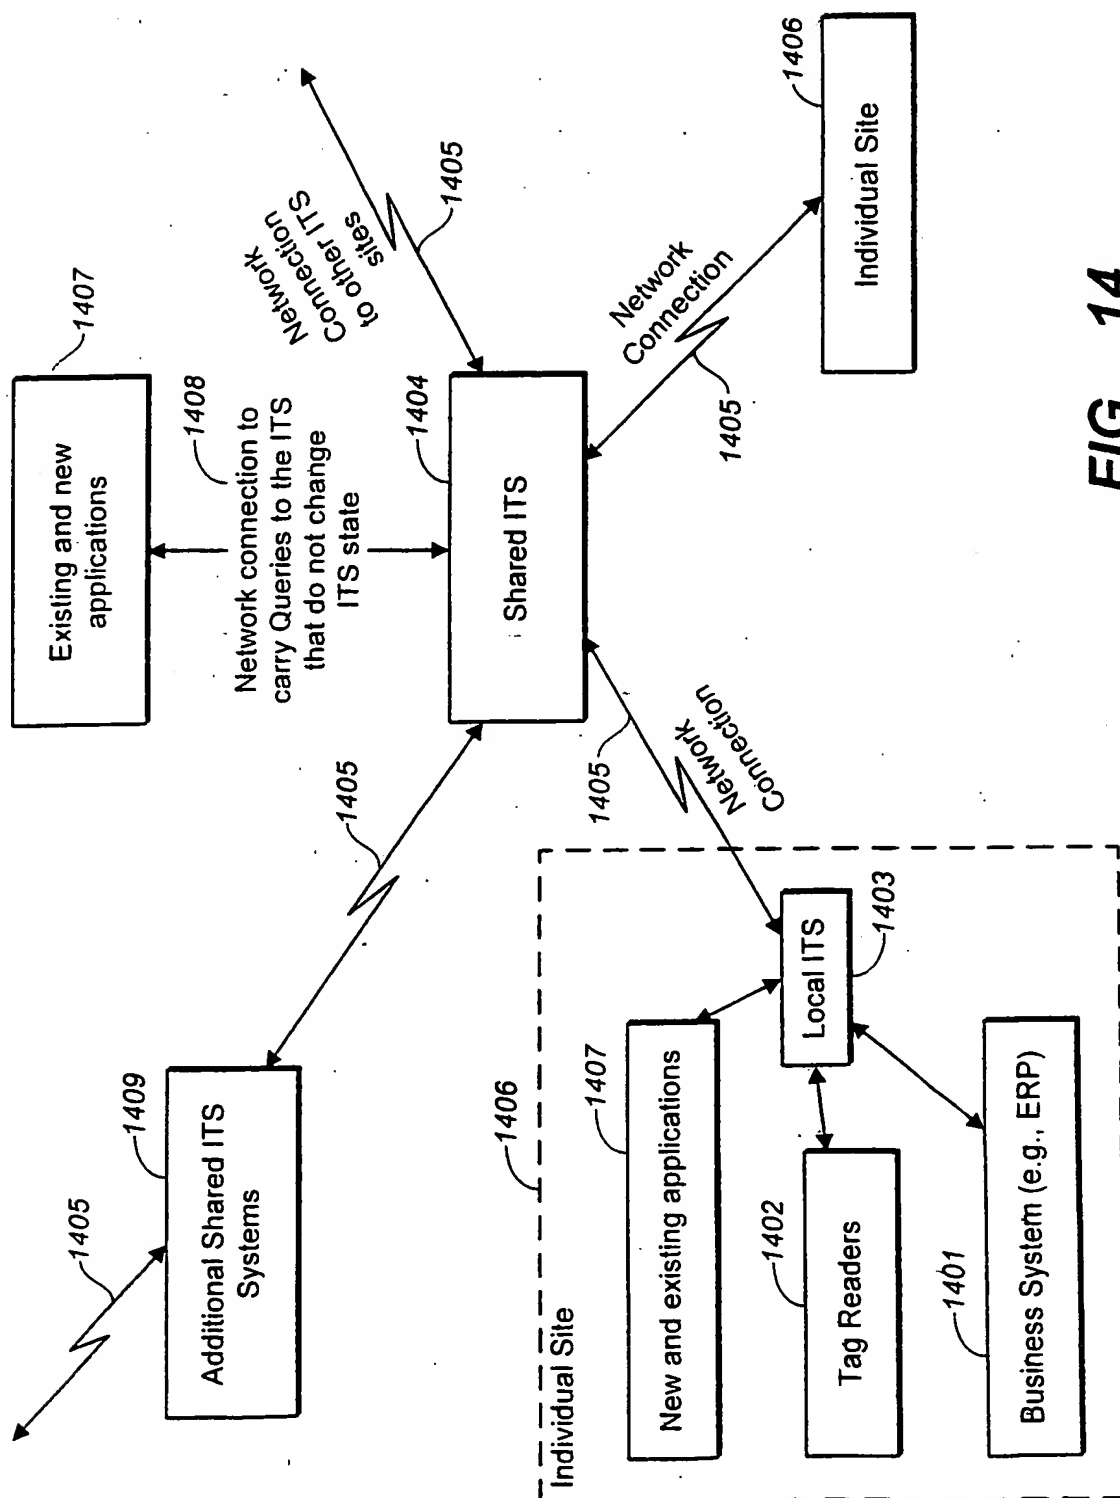 1405
1409
Additional Shared ITS
Systems
1405
Existing and new
applications
1407
1408
Network connection to
carry Queries to the ITS
that do not change
ITS state
Network
Connection
to other ITS
sites
1405
1404
Shared ITS
Individual Site
1406
1407
New and existing applications
1402
Tag Readers
1401
Business System (e.g., ERP)
Local ITS
1403
1405
Network
Connection
Network
Connection
1405
1406
Individual Site
FIG_14